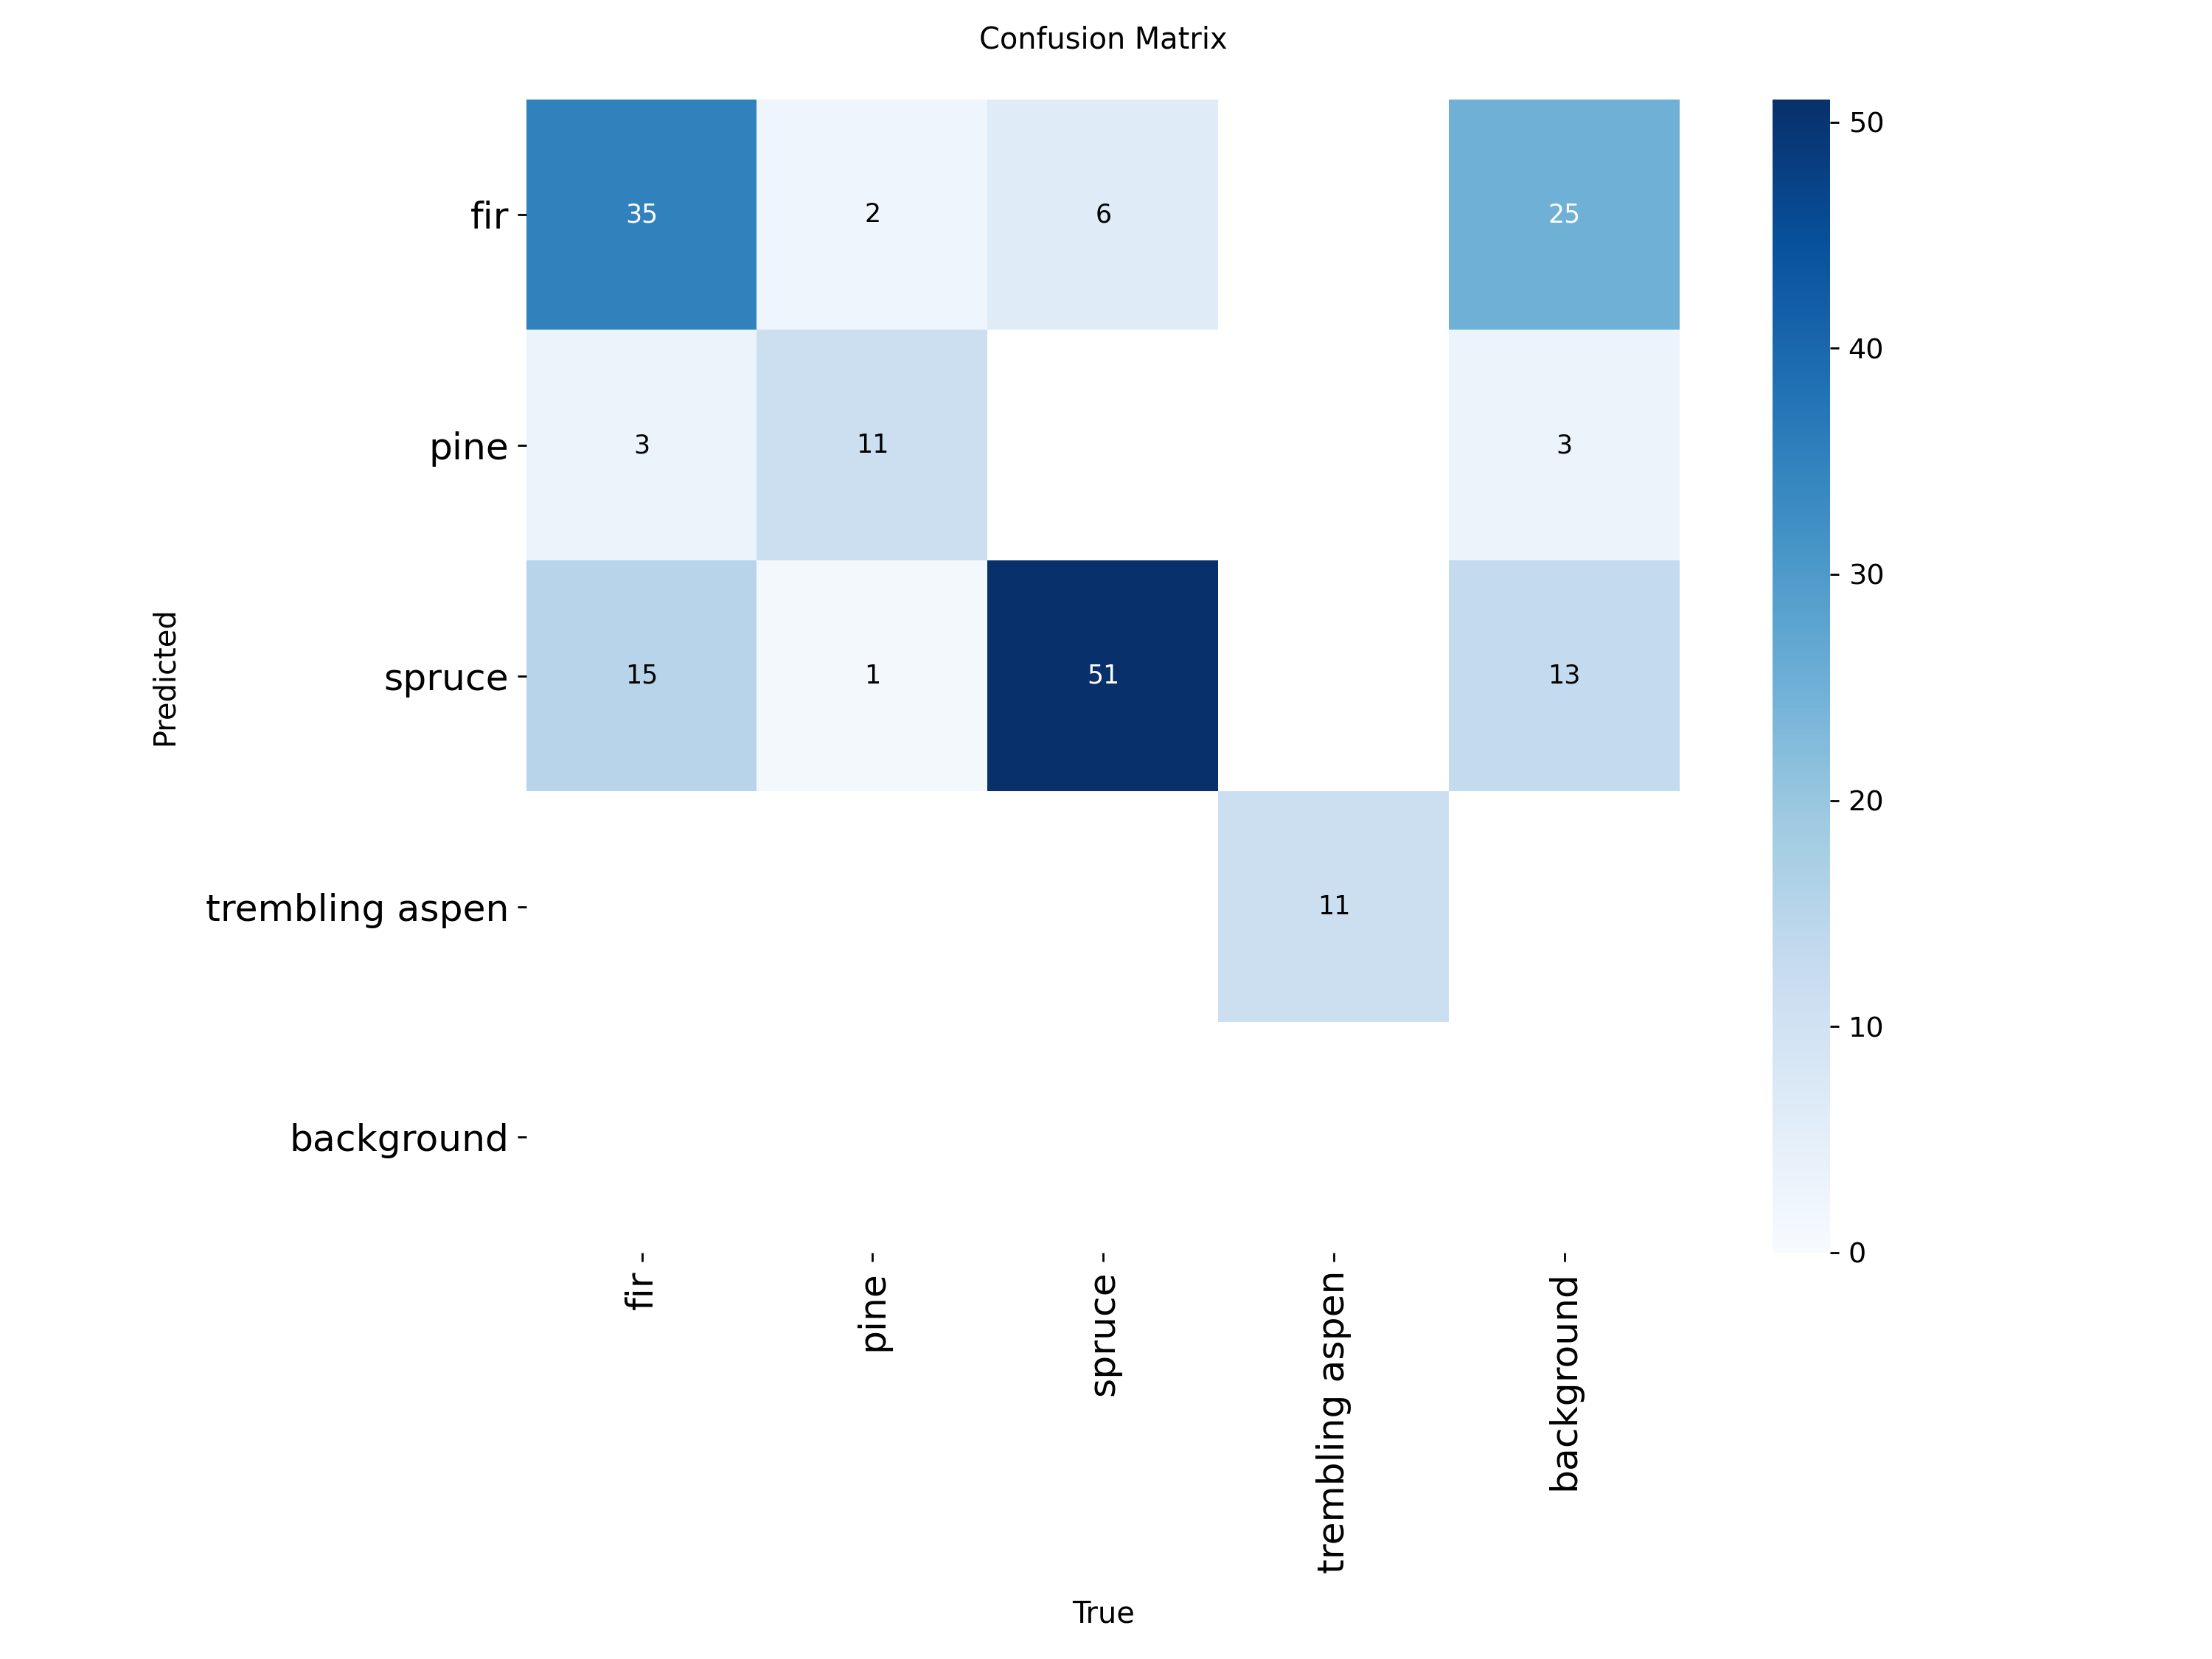 Confusion Matrix
fir
35
2
6
25
pine
3
11
3
spruce
15
1
51
13
trembling aspen
11
background
fir
pine
spruce
trembling aspen
background
Predicted
True
50
40
30
20
10
0